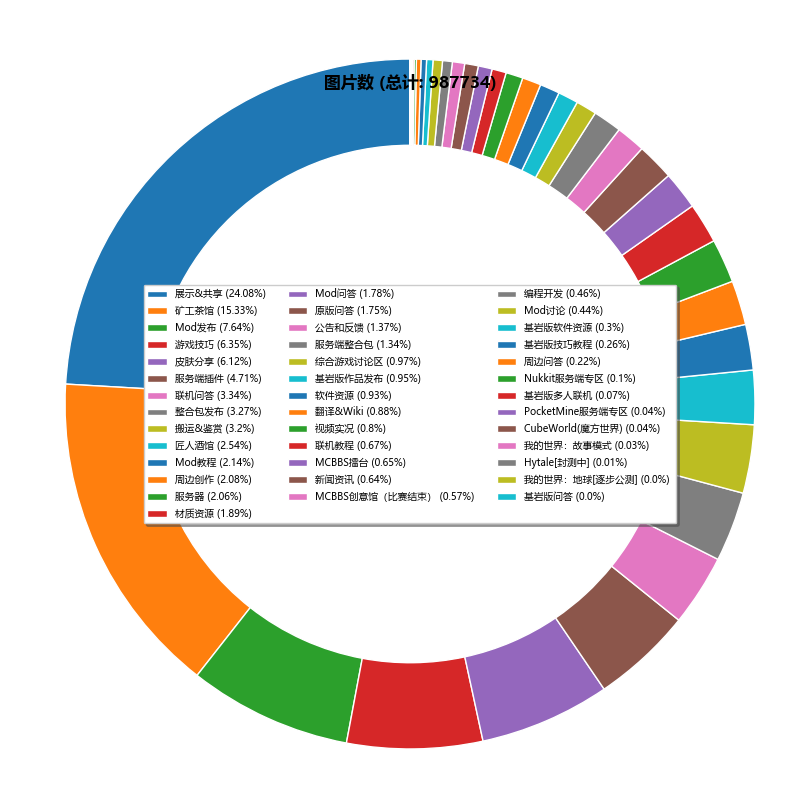 图片数 (总计: 987734)
展示&共享 (24.08%)
矿工茶馆 (15.33%)
Mod发布 (7.64%)
游戏技巧 (6.35%)
皮肤分享 (6.12%)
服务端插件 (4.71%)
联机问答 (3.34%)
整合包发布 (3.27%)
搬运&鉴赏 (3.2%)
匠人酒馆 (2.54%)
Mod教程 (2.14%)
周边创作 (2.08%)
服务器 (2.06%)
材质资源 (1.89%)
Mod问答 (1.78%)
原版问答 (1.75%)
公告和反馈 (1.37%)
服务端整合包 (1.34%)
综合游戏讨论区 (0.97%)
基岩版作品发布 (0.95%)
软件资源 (0.93%)
翻译&Wiki (0.88%)
视频实况 (0.8%)
联机教程 (0.67%)
MCBBS擂台 (0.65%)
新闻资讯 (0.64%)
MCBBS创意馆（比赛结束） (0.57%)
编程开发 (0.46%)
Mod讨论 (0.44%)
基岩版软件资源 (0.3%)
基岩版技巧教程 (0.26%)
周边问答 (0.22%)
Nukkit服务端专区 (0.1%)
基岩版多人联机 (0.07%)
PocketMine服务端专区 (0.04%)
CubeWorld(魔方世界) (0.04%)
我的世界：故事模式 (0.03%)
Hytale[封测中] (0.01%)
我的世界：地球[逐步公测] (0.0%)
基岩版问答 (0.0%)